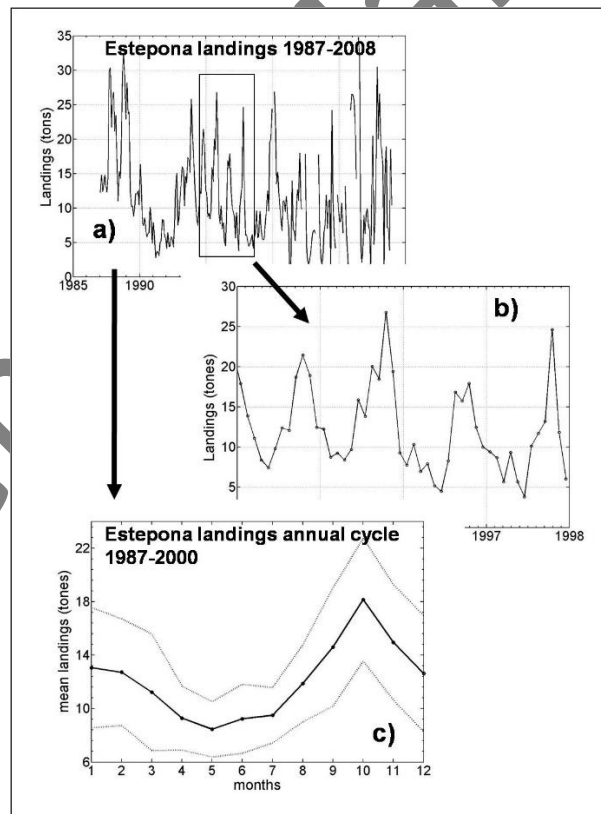 Estepona landings 1987-2008
35
30
25
20
15
10
5
0
Landings (tons)
a)
1985
1990
b)
30
25
20
15
10
5
Landings (tones)
1997
1998
Estepona landings annual cycle
1987-2000
22
18
14
10
6
mean landings (tones)
c)
1 2 3 4 5 6 7 8 9 10 11 12
months